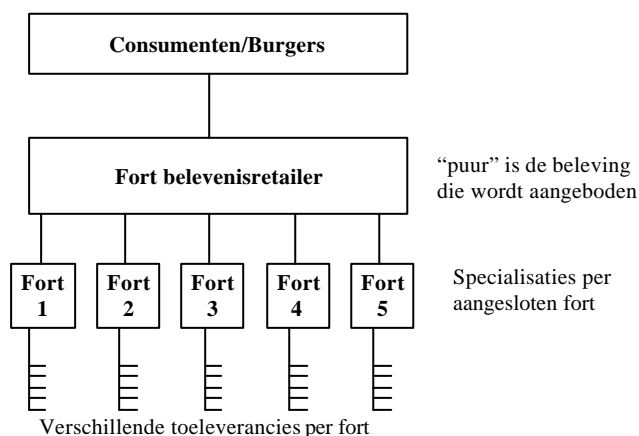 Consumenten/Burgers
Fort belevenisretailer
“puur” is de beleving
die wordt aangeboden
Fort
1
Fort
2
Fort
3
Fort
4
Fort
5
Specialisaties per
aangesloten fort
Verschillende toeleverancies per fort